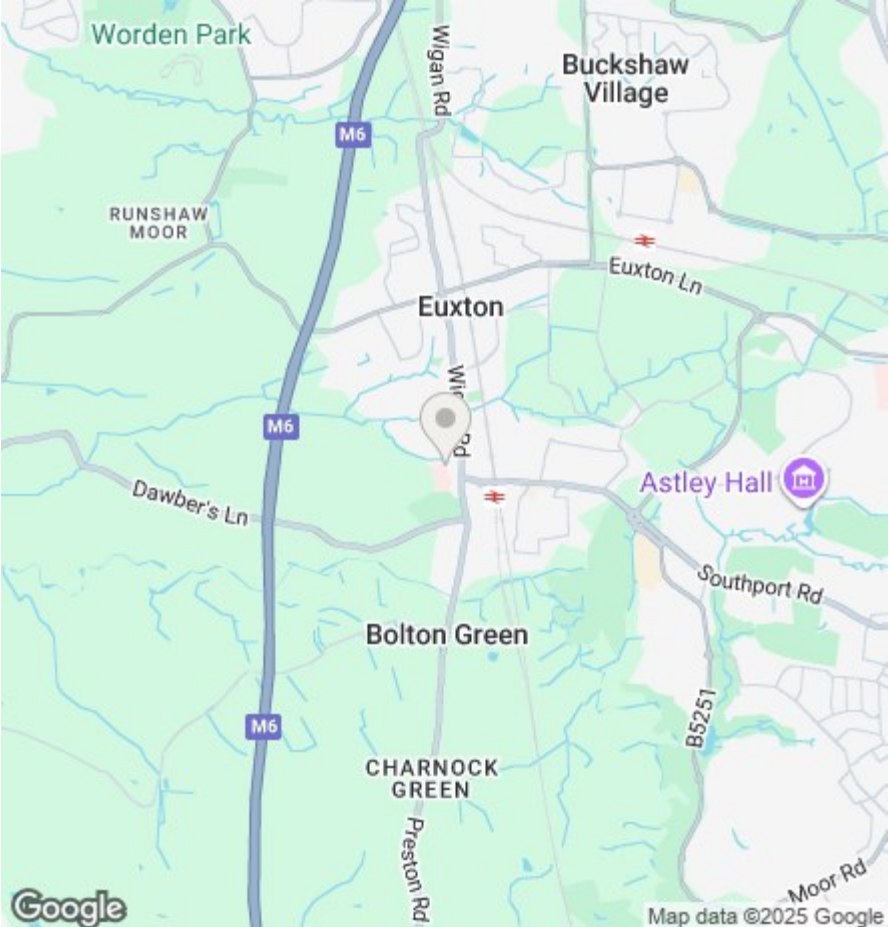 Worden Park
Wigan Rd
Buckshaw
Village
M6
RUNSHAW
MOOR
Euxton Ln
Euxton
Rd
M6
Astley Hall
Dawber's Ln
Southport Rd
Bolton Green
B5251
M6
CHARNOCK
GREEN
Preston Rd
Moor Rd
Google
Map data ©2025 Google